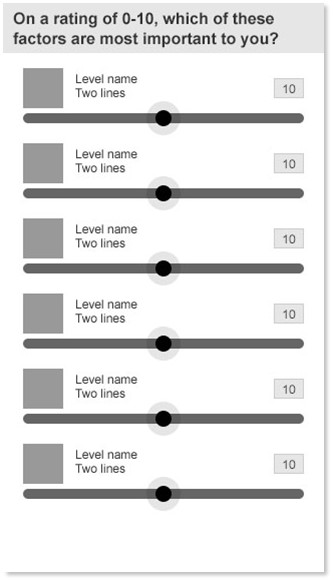 On a rating of 0-10, which of these
factors are most important to you?
Level name
Two lines
10
Level name
Two lines
10
Level name
Two lines
10
Level name
Two lines
10
Level name
Two lines
10
Level name
Two lines
10